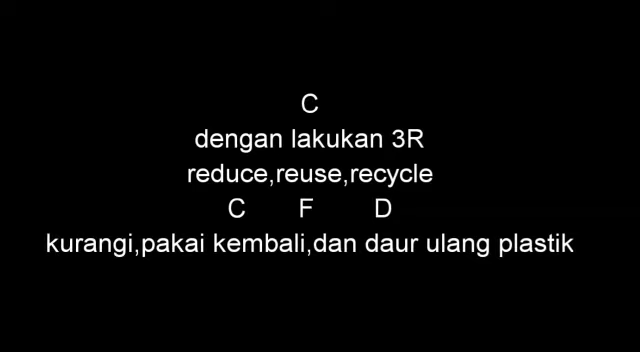 C
dengan lakukan 3R
reduce,reuse,recycle
C F D
kurangi,pakai kembali,dan daur ulang plastik